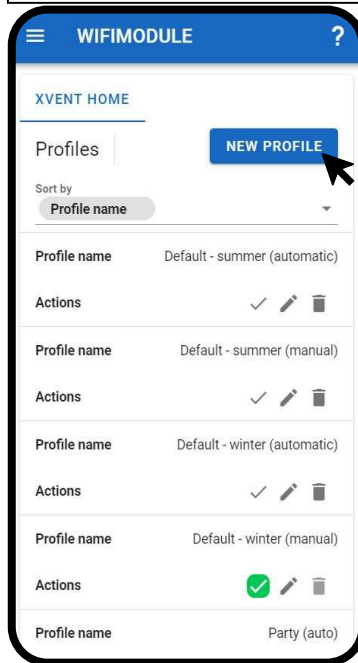 WIFIMODULE ?
XVENT HOME
Profiles NEW PROFILE
Sort by
Profile name
Profile name Default - summer (automatic)
Actions
Profile name Default - summer (manual)
Actions
Profile name Default - winter (automatic)
Actions
Profile name Default - winter (manual)
Actions
Profile name Party (auto)